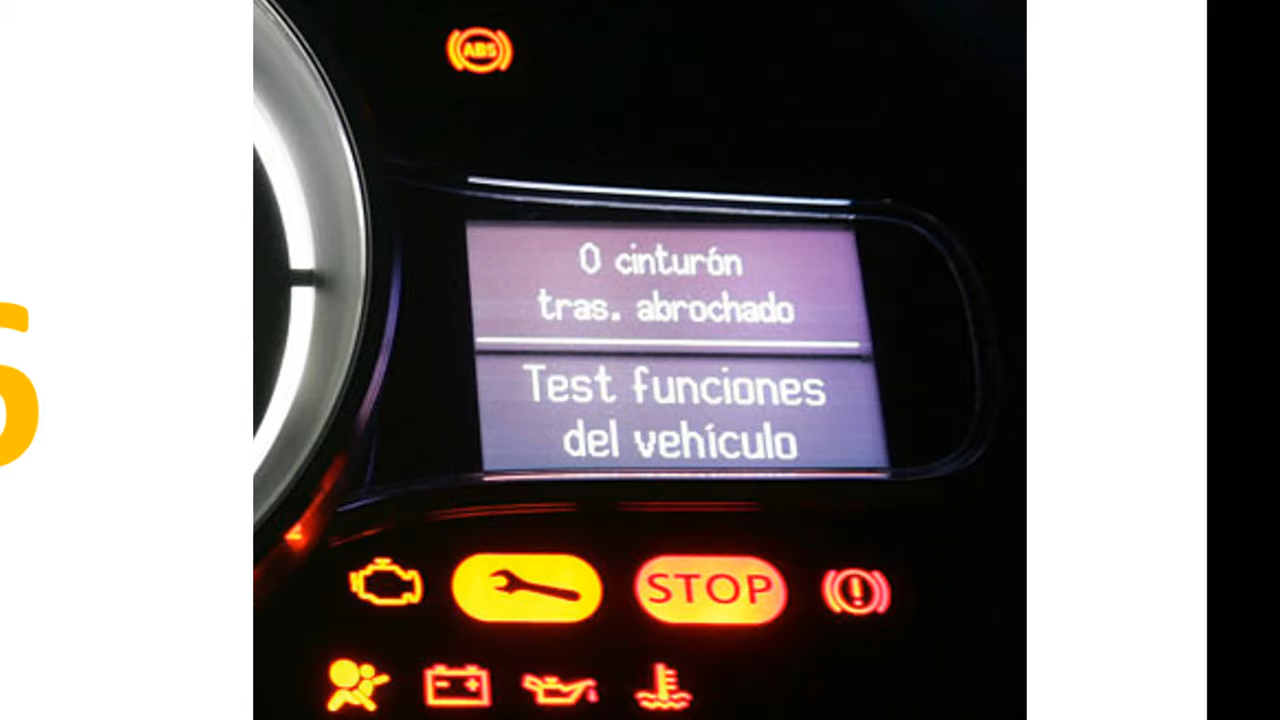 ABS
0 cinturón
tras. abrochado
Test funciones
del vehículo
STOP